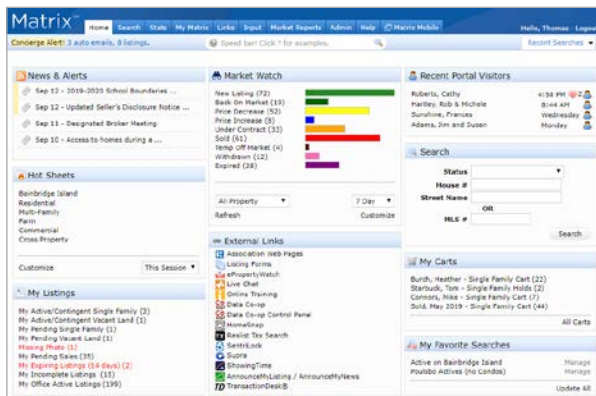 Matrix™
Home Search Stats My Matrix Links Input Market Reports Admin Help Matrix Mobile
Hello, Thomas · Logout
Concierge Alert! 3 auto emails, 8 listings.
Speed bar! Click ? for examples.
Recent Searches
News & Alerts
Sep 12 - 2019-2020 School Boundaries ...
Sep 12 - Updated Seller's Disclosure Notice ...
Sep 11 - Designated Broker Meeting
Sep 10 - Access to homes during a ...
Hot Sheets
Bainbridge Island
Residential
Multi-Family
Farm
Commercial
Cross Property
Customize
This Session
My Listings
My Active/Contingent Single Family (3)
My Active/Contingent Vacant Land (1)
My Pending Single Family (1)
My Pending Vacant Land (1)
Missing Photo (1)
My Pending Sales (35)
My Expiring Listings (14 days) (2)
My Incomplete Listings (15)
My Office Active Listings (199)
Market Watch
New Listing (72)
Back On Market (19)
Price Decrease (52)
Price Increase (8)
Under Contract (33)
Sold (61)
Temp Off Market (4)
Withdrawn (12)
Expired (28)
All Property
7 Day
Refresh
Customize
External Links
Association Web Pages
Listing Forms
ePropertyWatch
Live Chat
Online Training
Data Co-op
Data Co-op Control Panel
HomeSnap
Realist Tax Search
SentriLock
Supra
ShowingTime
AnnounceMyListing / AnnounceMyNews
TD TransactionDesk®
Recent Portal Visitors
Roberts, Cathy 4:58 PM 2
Hartley, Rob & Michele 8:44 AM
Sunshine, Frances Wednesday
Adams, Jim and Susan Monday
Search
Status
House #
Street Name
OR
MLS #
Search
My Carts
Burch, Heather - Single Family Cart (22)
Starbuck, Tom - Single Family Holds (2)
Connors, Mike - Single Family Cart (7)
Sold, May 2019 - Single Family Cart (44)
All Carts
My Favorite Searches
Active on Bainbridge Island Manage
Poulsbo Actives (No Condos) Manage
Update All